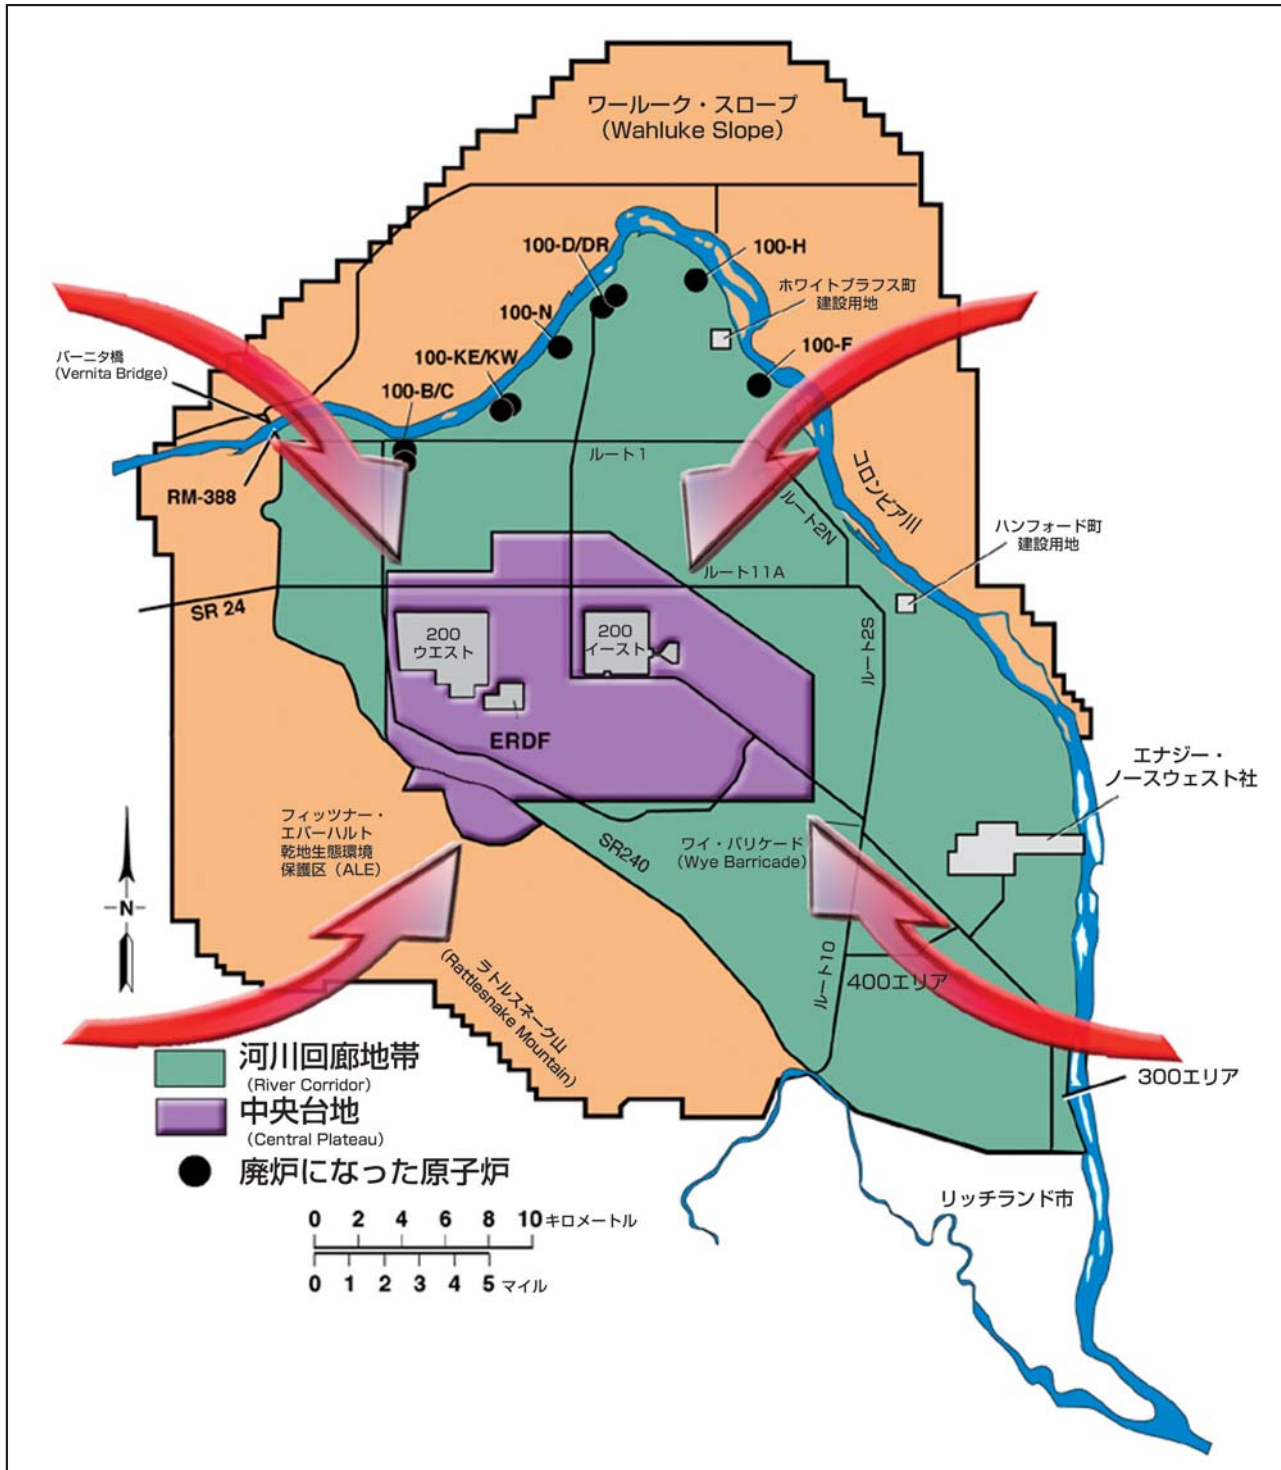 ワールーク・スロープ
(Wahluke Slope)
100-D/DR
100-H
ホワイトブラフス町
建設用地
100-N
バーニタ橋
(Vernita Bridge)
100-KE/KW
100-F
100-B/C
ルート1
コロンビア川
RM-388
ルート2N
ハンフォード町
建設用地
ルート11A
SR 24
200
ウエスト
200
イースト
ルート2S
ERDF
エナジー・
ノースウェスト社
フィッツナー・
エバーハルト
乾地生態環境
保護区（ALE）
SR240
ワイ・バリケード
(Wye Barricade)
N
ラトルスネーク山
(Rattlesnake Mountain)
ルート10
400エリア
300エリア
河川回廊地帯
(River Corridor)
中央台地
(Central Plateau)
廃炉になった原子炉
リッチランド市
0 2 4 6 8 10 キロメートル
0 1 2 3 4 5 マイル